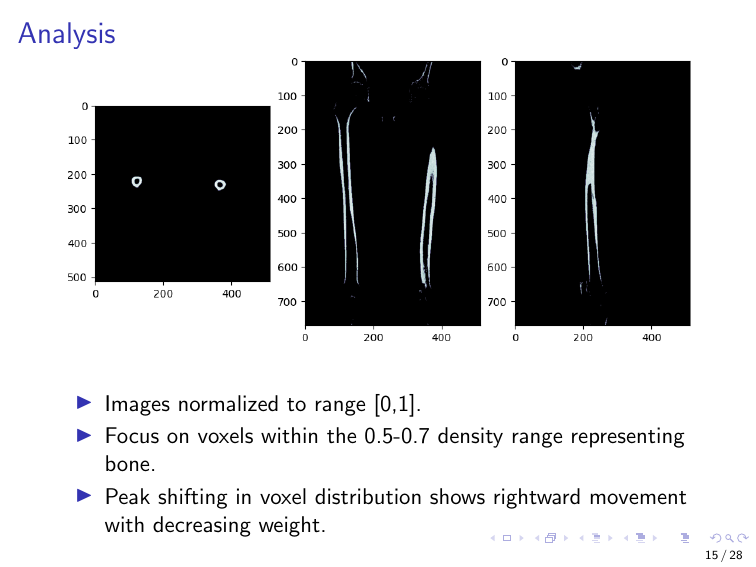 Analysis
0
100
200
300
400
500
0 200 400
0
100
200
300
400
500
600
700
0 200 400
0
100
200
300
400
500
600
700
0 200 400
Images normalized to range [0,1].
Focus on voxels within the 0.5-0.7 density range representing
bone.
Peak shifting in voxel distribution shows rightward movement
with decreasing weight.
15 / 28